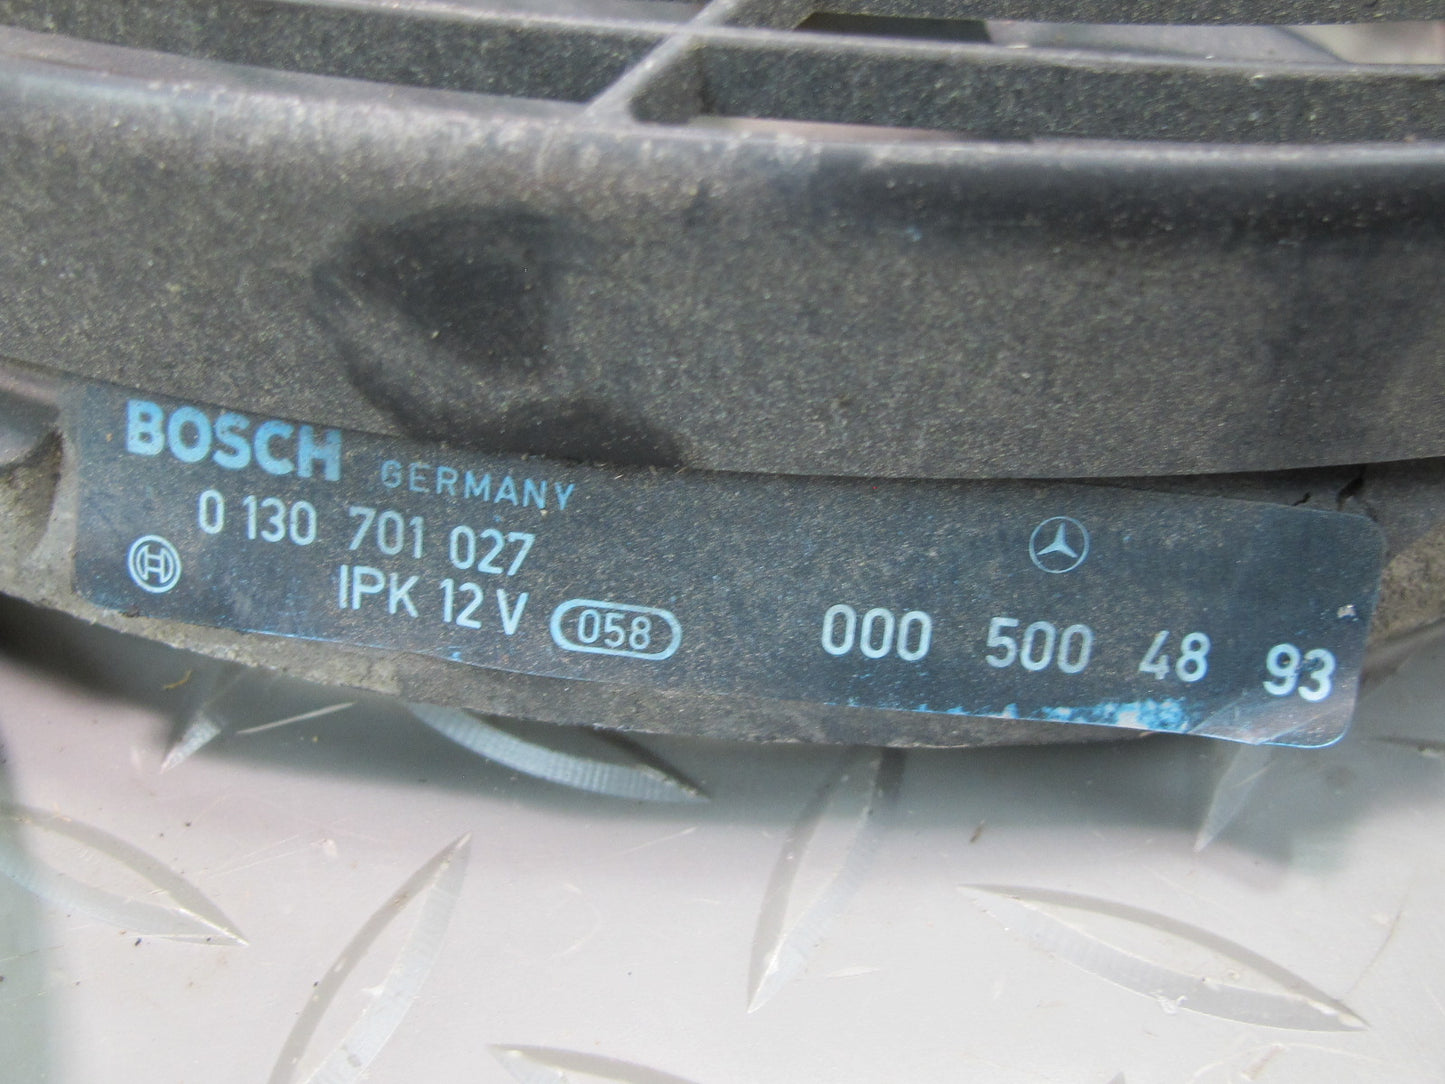 BOSCH GERMANY
0 130 701 027
IPK 12 V 058
000 500 48 93